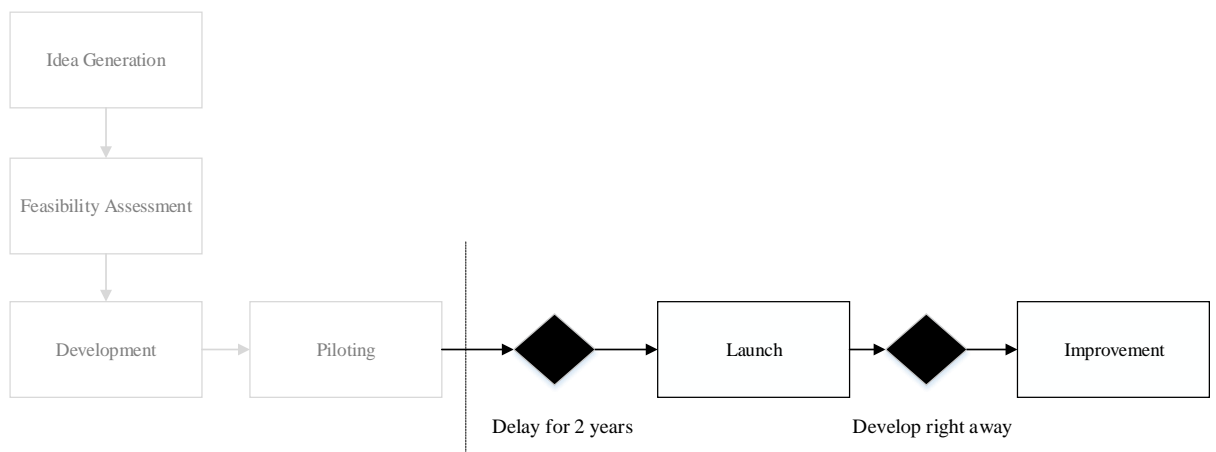 Idea Generation
Feasibility Assessment
Development
Piloting
Launch
Improvement
Delay for 2 years
Develop right away